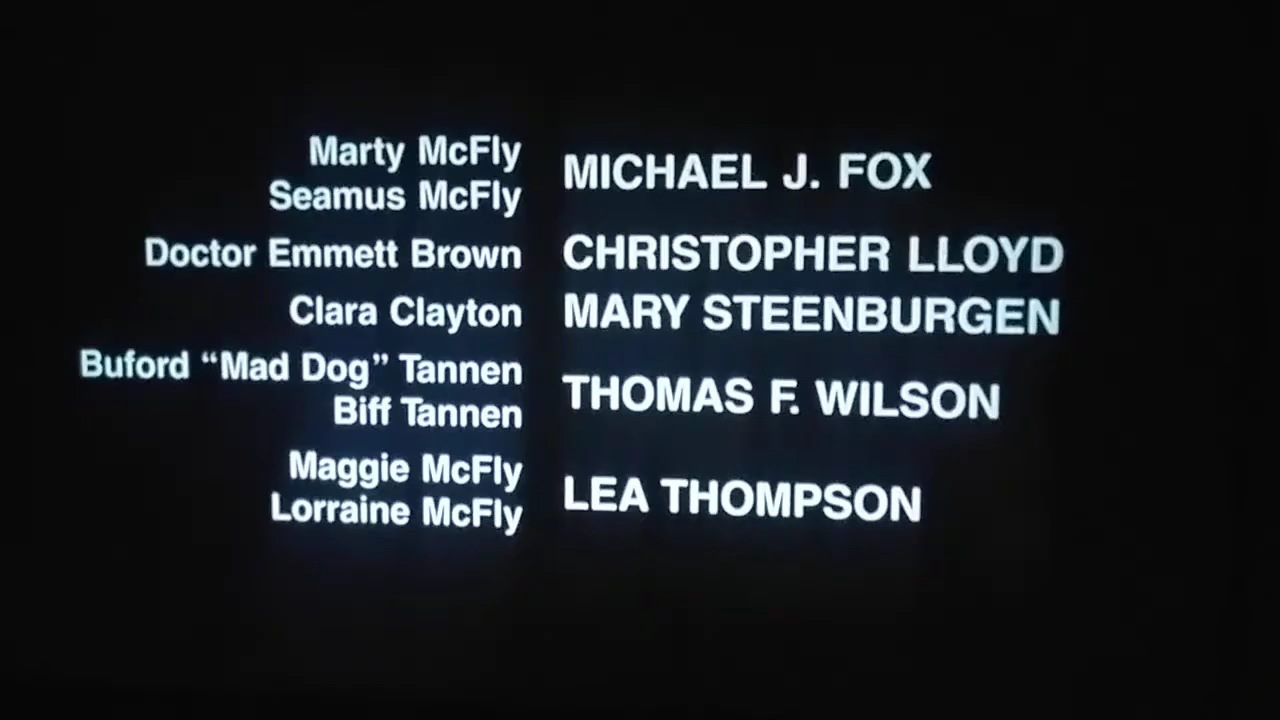 Marty McFly
Seamus McFly
MICHAEL J. FOX
Doctor Emmett Brown CHRISTOPHER LLOYD
Clara Clayton MARY STEENBURGEN
Buford “Mad Dog” Tannen
Biff Tannen
THOMAS F. WILSON
Maggie McFly
Lorraine McFly
LEA THOMPSON